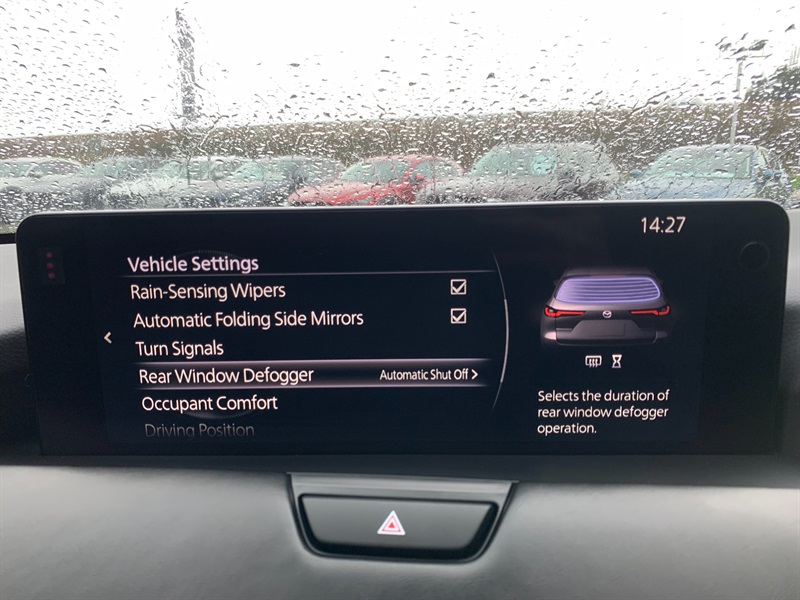 14:27
Vehicle Settings
Rain-Sensing Wipers
Automatic Folding Side Mirrors
Turn Signals
Rear Window Defogger Automatic Shut Off
Occupant Comfort
Driving Position
Selects the duration of
rear window defogger
operation.